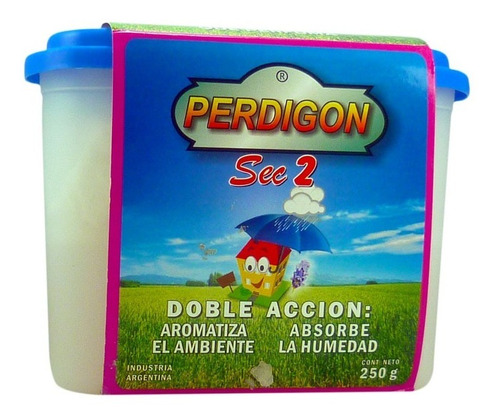 ®
PERDIGON
Sec 2
DOBLE ACCION:
AROMATIZA ABSORBE
EL AMBIENTE LA HUMEDAD
INDUSTRIA CONT. NETO
ARGENTINA 250 g